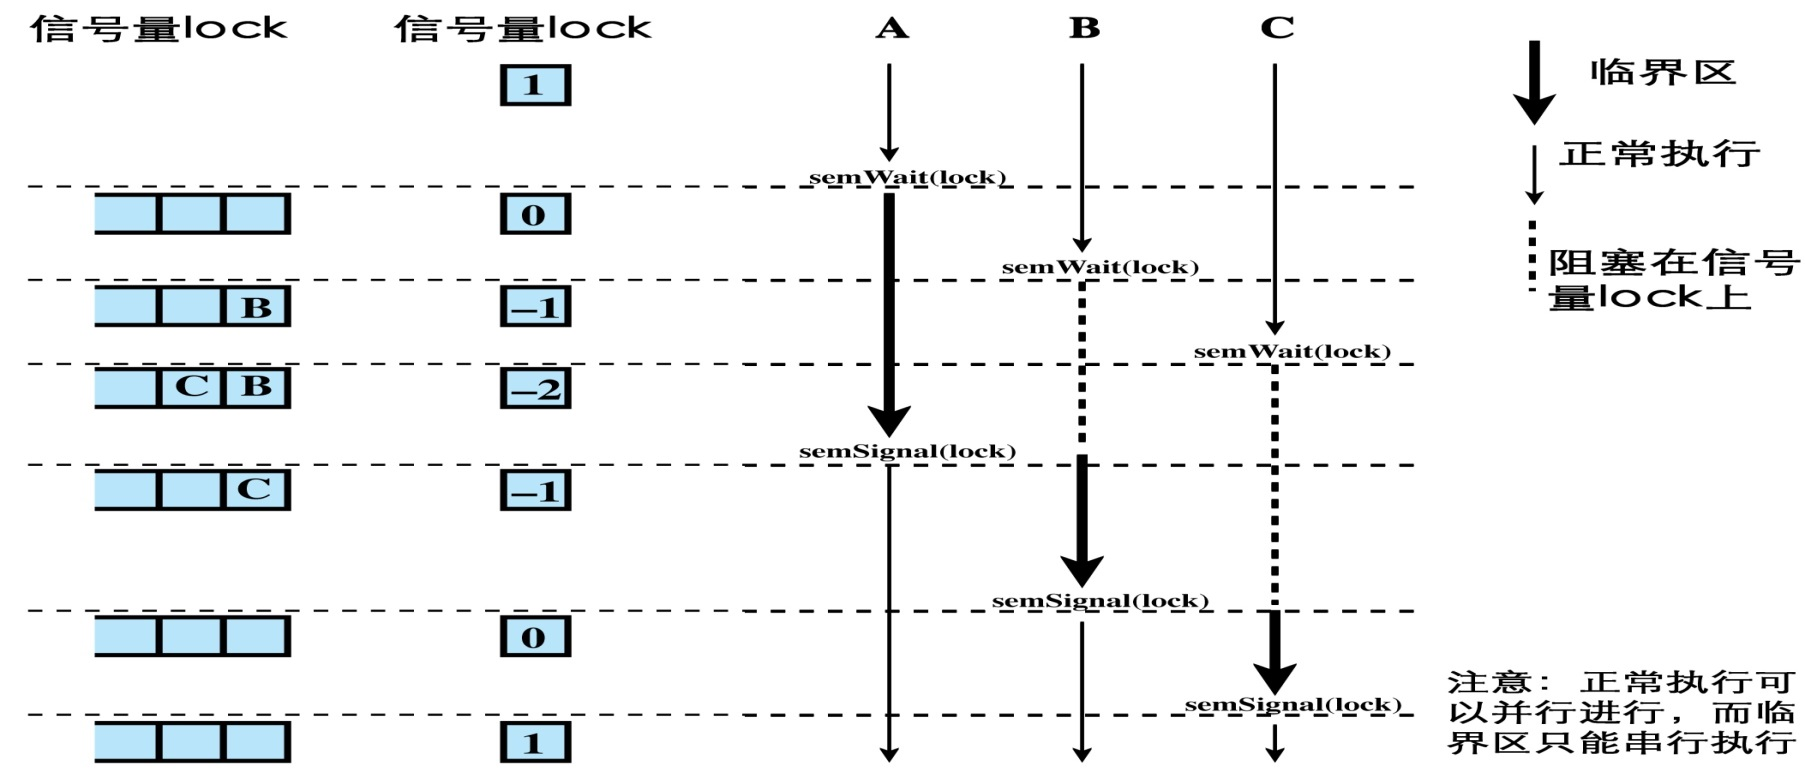 信号量lock 信号量lock A B C
1
临界区
正常执行
semWait(lock)
0
阻塞在信号
量lock上
semWait(lock)
B –1
semWait(lock)
C B –2
semSignal(lock)
C –1
semSignal(lock)
0
semSignal(lock)
1
注意：正常执行可
以并行进行，而临
界区只能串行执行